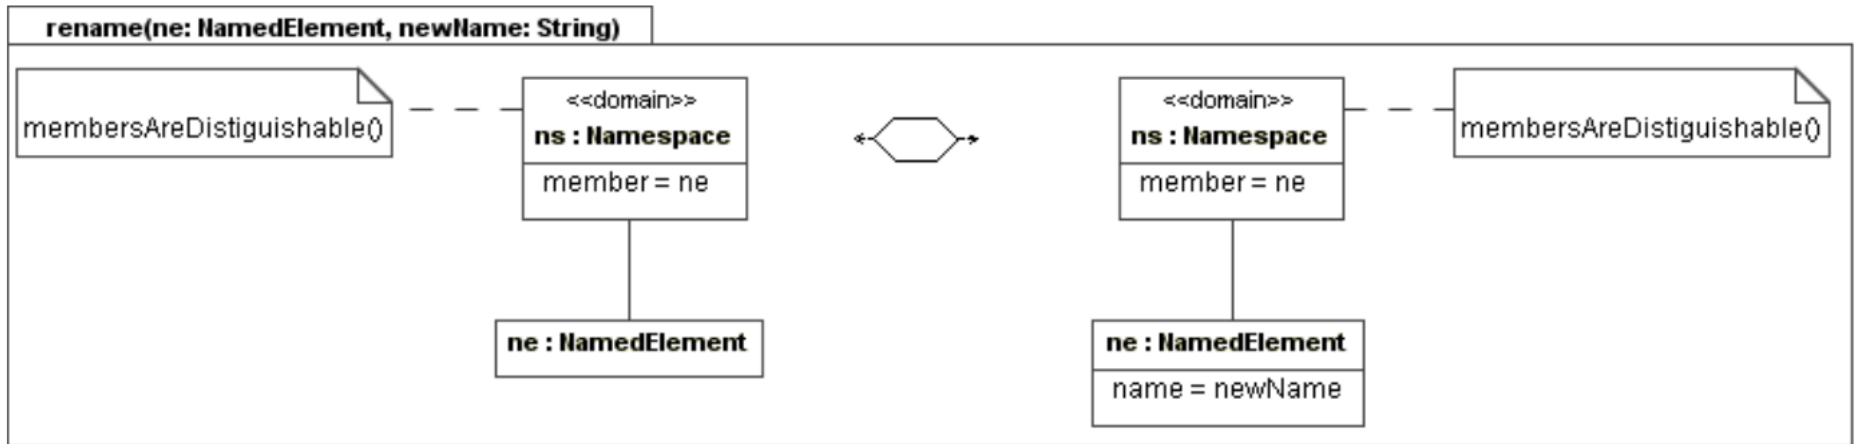 rename(ne: NamedElement, newName: String)
membersAreDistiguishable()
<<domain>>
ns : Namespace
member = ne
ne : NamedElement
<<domain>>
ns : Namespace
member = ne
ne : NamedElement
name = newName
membersAreDistiguishable()